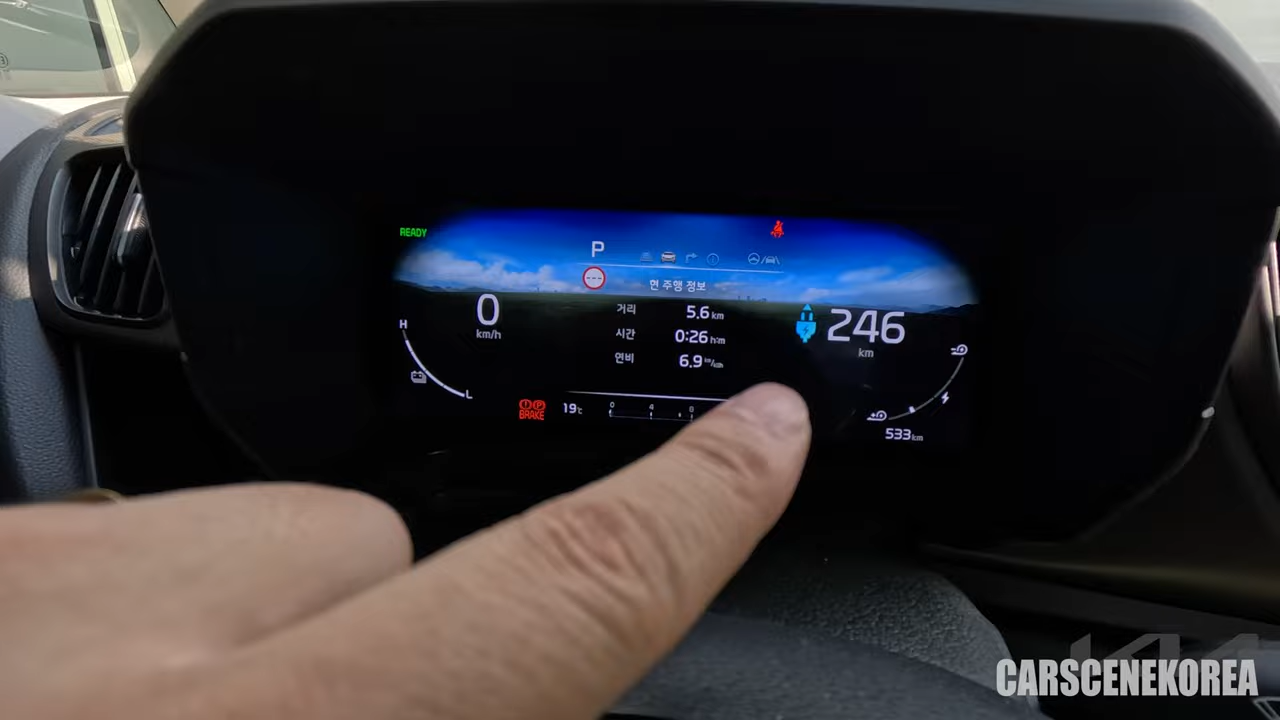 READY
P
현 주행 정보
거리 5.6 km
시간 0:26 h:m
연비 6.9 km/kWh
0
km/h
246
km
H
L
BRAKE
19℃
0 4 8
533 km
CARSCENEKOREA